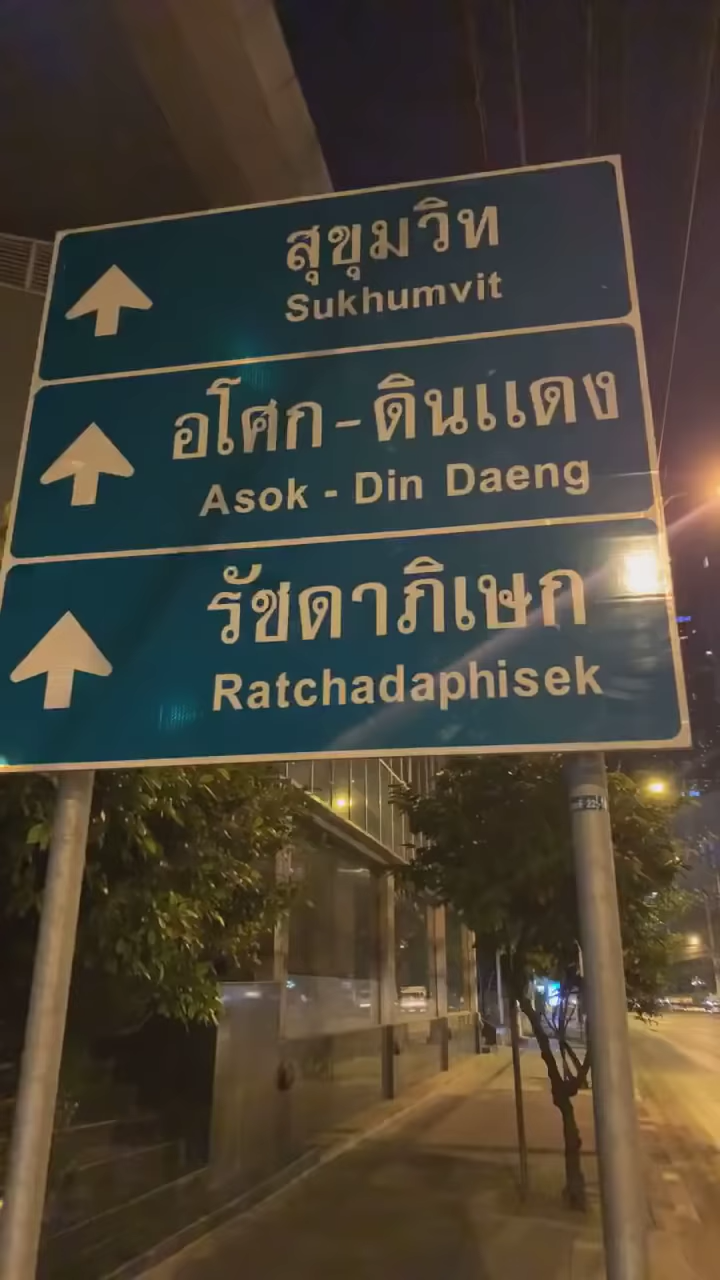 สุขุมวิท
Sukhumvit
อโศก - ดินแดง
Asok - Din Daeng
รัชดาภิเษก
Ratchadaphisek